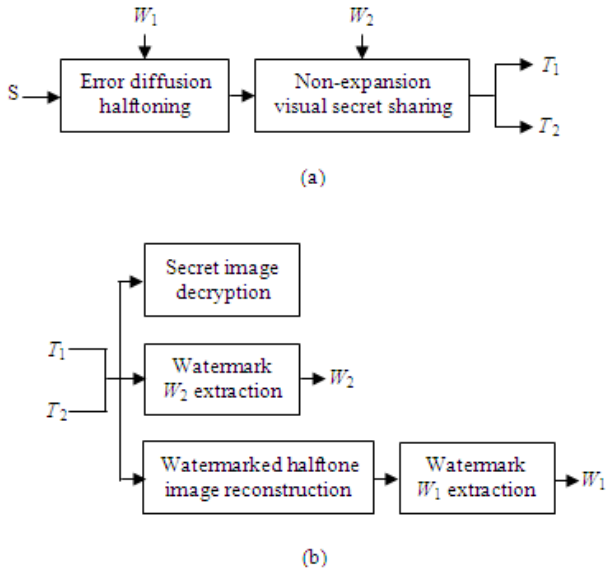 W1
W2
S
Error diffusion
halftoning
Non-expansion
visual secret sharing
T1
T2
(a)
Secret image
decryption
T1
T2
Watermark
W2 extraction
W2
Watermarked halftone
image reconstruction
Watermark
W1 extraction
W1
(b)